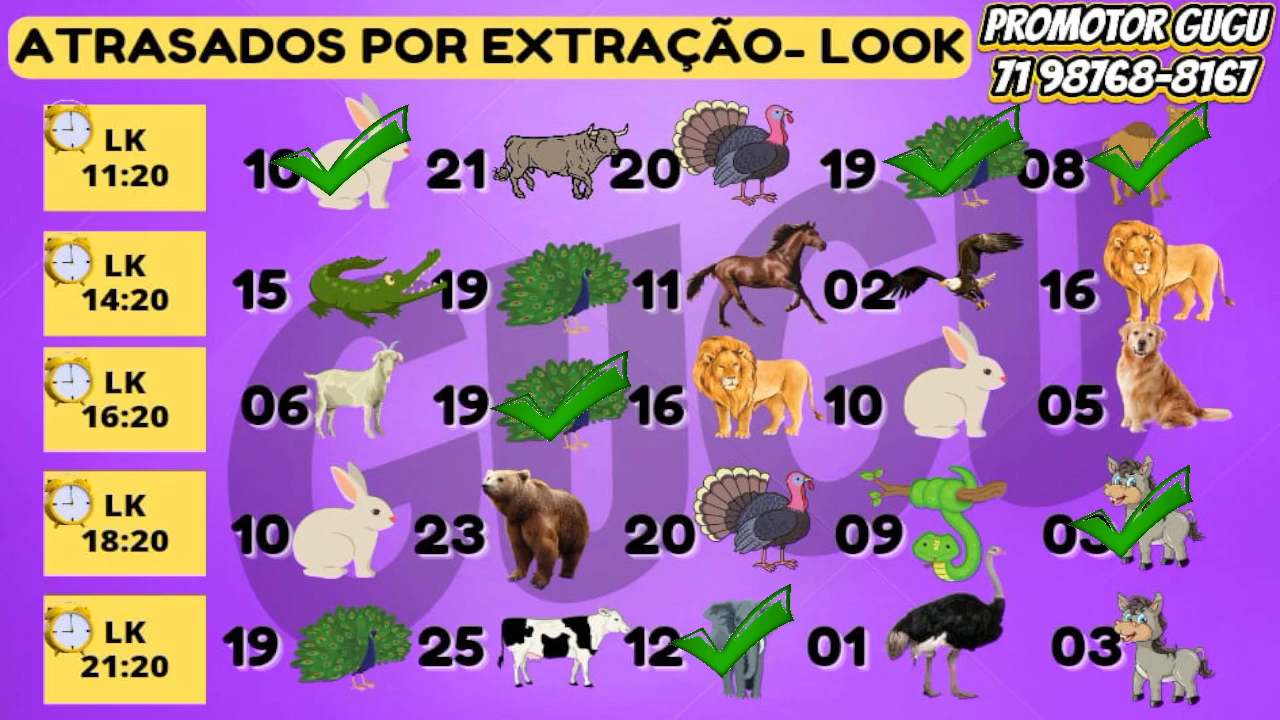 ATRASADOS POR EXTRAÇÃO- LOOK
PROMOTOR GUGU
71 98768-8167
LK
11:20
10 21 20 19 08
LK
14:20
15 19 11 02 16
LK
16:20
06 19 16 10 05
LK
18:20
10 23 20 09 03
LK
21:20
19 25 12 01 03
GUGU